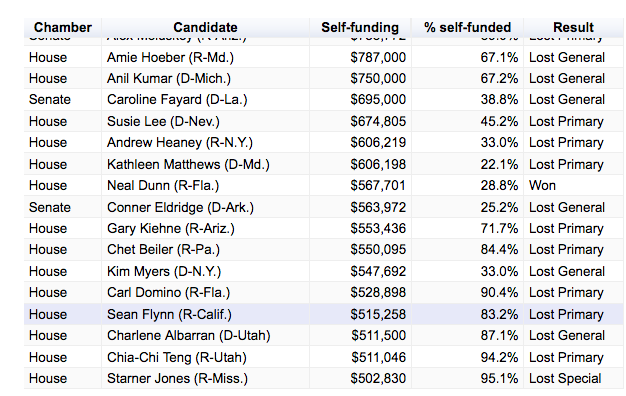 Chamber Candidate Self-funding % self-funded Result
House Amie Hoeber (R-Md.) $787,000 67.1% Lost General
House Anil Kumar (D-Mich.) $750,000 67.2% Lost General
Senate Caroline Fayard (D-La.) $695,000 38.8% Lost General
House Susie Lee (D-Nev.) $674,805 45.2% Lost Primary
House Andrew Heaney (R-N.Y.) $606,219 33.0% Lost Primary
House Kathleen Matthews (D-Md.) $606,198 22.1% Lost Primary
House Neal Dunn (R-Fla.) $567,701 28.8% Won
Senate Conner Eldridge (D-Ark.) $563,972 25.2% Lost General
House Gary Kiehne (R-Ariz.) $553,436 71.7% Lost Primary
House Chet Beiler (R-Pa.) $550,095 84.4% Lost Primary
House Kim Myers (D-N.Y.) $547,692 33.0% Lost General
House Carl Domino (R-Fla.) $528,898 90.4% Lost Primary
House Sean Flynn (R-Calif.) $515,258 83.2% Lost Primary
House Charlene Albarran (D-Utah) $511,500 87.1% Lost General
House Chia-Chi Teng (R-Utah) $511,046 94.2% Lost Primary
House Starner Jones (R-Miss.) $502,830 95.1% Lost Special